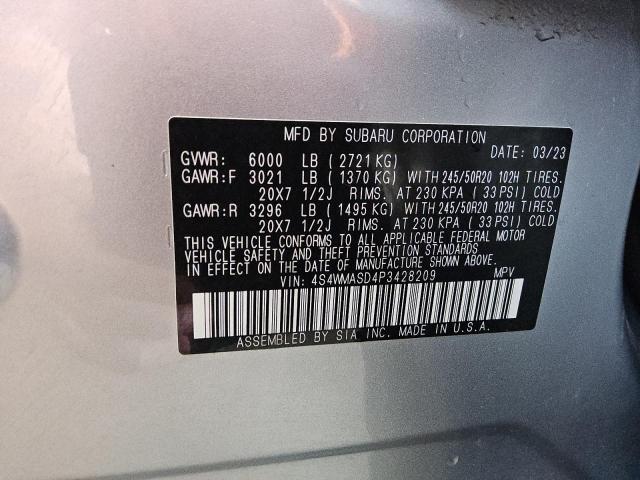 MFD BY SUBARU CORPORATION
GVWR: 6000 LB ( 2721 KG) DATE: 03/23
GAWR:F 3021 LB ( 1370 KG) WITH 245/50R20 102H TIRES.
20X7 1/2J RIMS. AT 230 KPA ( 33 PSI) COLD
GAWR:R 3296 LB ( 1495 KG) WITH 245/50R20 102H TIRES.
20X7 1/2J RIMS. AT 230 KPA ( 33 PSI) COLD
THIS VEHICLE CONFORMS TO ALL APPLICABLE FEDERAL MOTOR
VEHICLE SAFETY AND THEFT PREVENTION STANDARDS
IN EFFECT ON THE DATE OF MANUFACTURE SHOWN ABOVE.
VIN: 4S4WMASD4P3428209 MPV
ASSEMBLED BY SIA INC. MADE IN U.S.A.